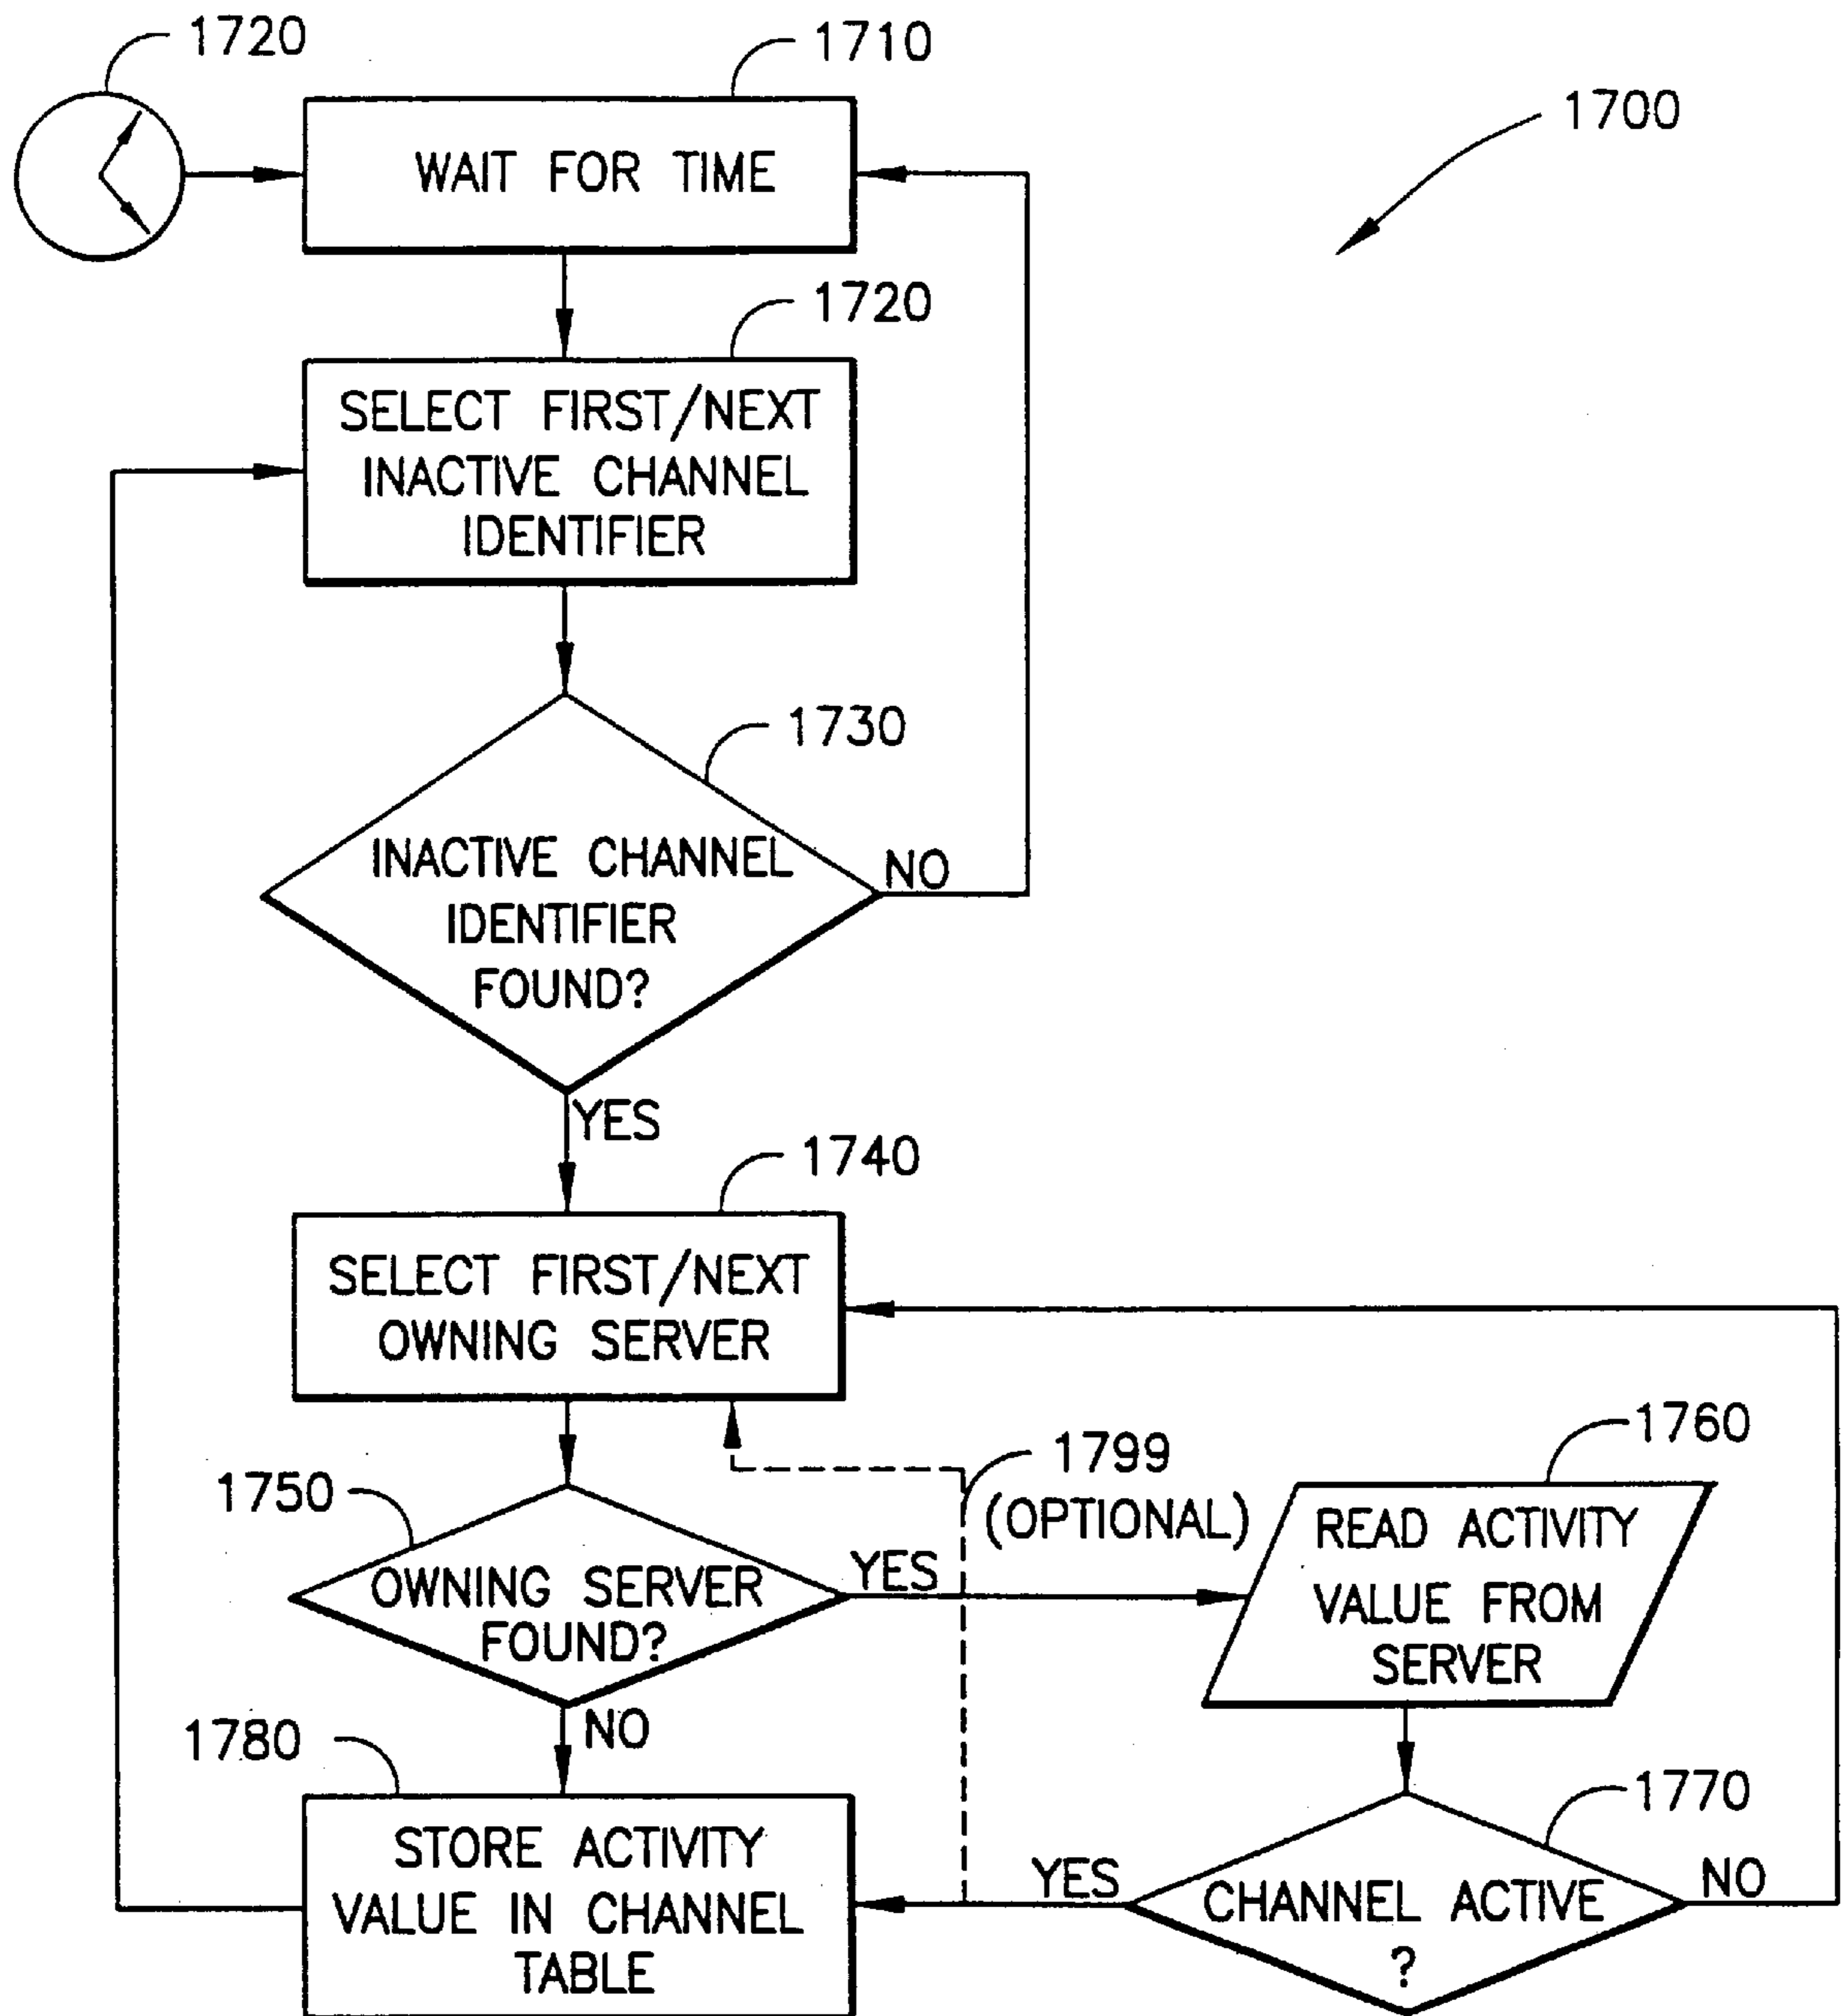 1720
1710
1700
WAIT FOR TIME
1720
SELECT FIRST/NEXT
INACTIVE CHANNEL
IDENTIFIER
1730
INACTIVE CHANNEL
IDENTIFIER
FOUND?
NO
YES
1740
SELECT FIRST/NEXT
OWNING SERVER
1750
1799
(OPTIONAL)
1760
OWNING SERVER
FOUND?
YES
READ ACTIVITY
VALUE FROM
SERVER
NO
1780
1770
STORE ACTIVITY
VALUE IN CHANNEL
TABLE
YES
CHANNEL ACTIVE
?
NO